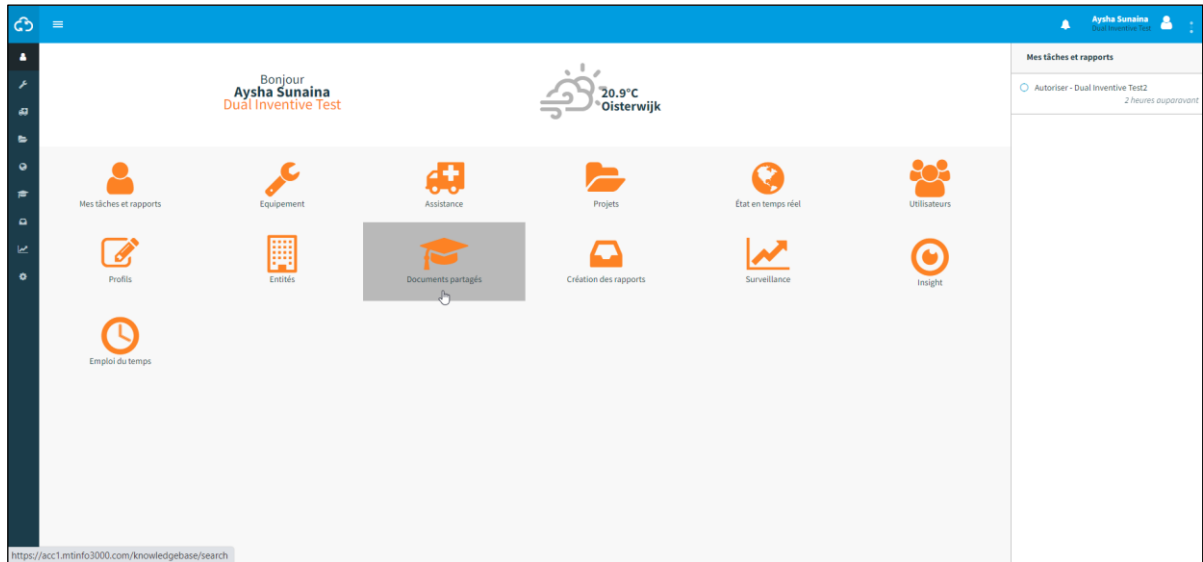 Aysha Sunaina
Dual Inventive Test
Bonjour
Aysha Sunaina
Dual Inventive Test
20.9°C
Oisterwijk
Mes tâches et rapports
Autoriser - Dual Inventive Test2
2 heures auparavant
Mes tâches et rapports
Equipement
Assistance
Projets
État en temps réel
Utilisateurs
Profils
Entités
Documents partagés
Création des rapports
Surveillance
Insight
Emploi du temps
https://acc1.mtinfo3000.com/knowledgebase/search